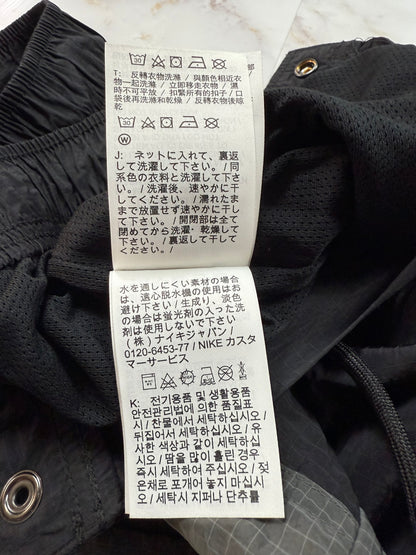 30
T: 反轉衣物洗滌 / 與顏色相近衣
物一起洗滌 / 立即移走衣物 / 濕
時不可平放 / 扣緊所有的扣子 / 口
袋後再洗滌和乾燥 / 反轉衣物後晾
乾
30
W
J: ネットに入れて、裏返
して洗濯して下さい。/ 同
系色の衣料と洗濯して下
さい。/ 洗濯後、速やかに干し
てください。/ 濡れたま
まで放置せず速やかに干
して下さい。/ 開閉部は全て
閉めてから洗濯・乾燥して
下さい。/ 裏返して干して
ください。/
水を通しにくい素材の場合
は、遠心脱水機の使用はお
避け下さい / 生成り、淡色
の場合は蛍光剤の入った洗
剤は使用しないで下さい
/ (株) ナイキジャパン /
0120-6453-77 / NIKE カスタ
マーサービス
K: 전기용품 및 생활용품
안전관리법에 의한 품질표
시 / 찬물에서 세탁하십시오 /
뒤집어서 세탁하십시오 / 유
사한 색상과 같이 세탁하십
시오 / 땀을 많이 흘린 경우
즉시 세탁하여 주십시오 / 젖
은채로 포개어 놓지 마십시
오 / 세탁시 지퍼나 단추를